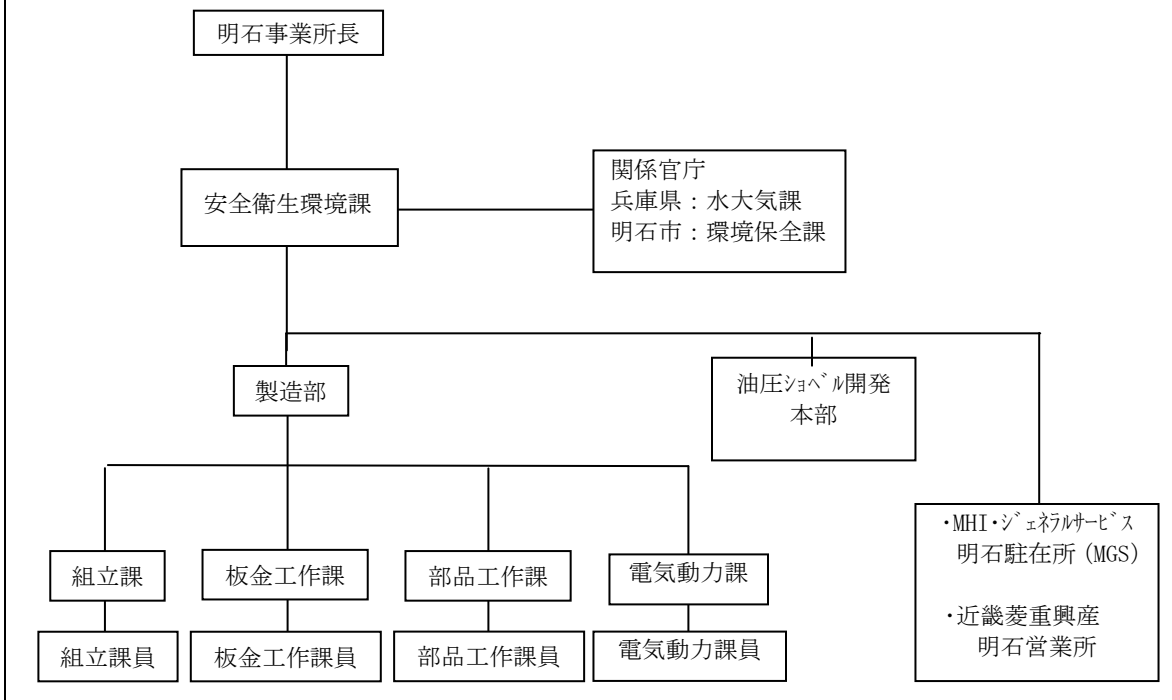 明石事業所長
安全衛生環境課
関係官庁
兵庫県：水大気課
明石市：環境保全課
製造部
油圧ｼｮﾍﾞﾙ開発
本部
組立課
板金工作課
部品工作課
電気動力課
組立課員
板金工作課員
部品工作課員
電気動力課員
・MHI・ｼﾞｪﾈﾗﾙｻｰﾋﾞｽ
明石駐在所（MGS）
・近畿菱重興産
明石営業所